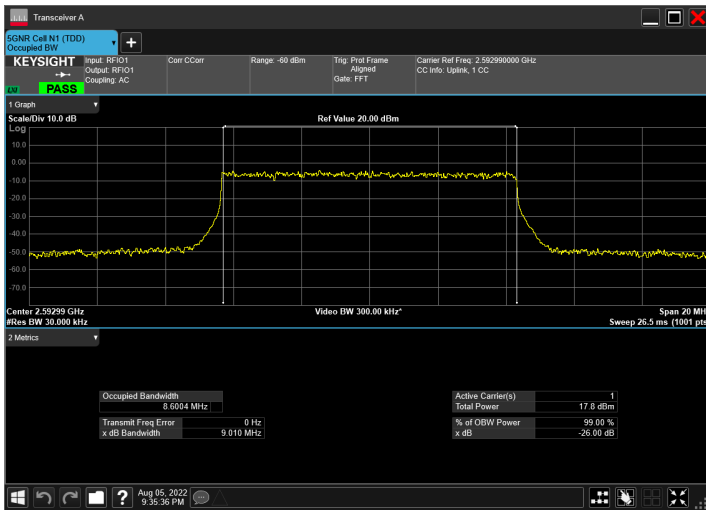 Transceiver A
5GNR Cell N1 (TDD)
Occupied BW
+
KEYSIGHT
LXI
PASS
Input: RFIO1
Output: RFIO1
Coupling: AC
Corr CCorr
Range: -60 dBm
Trig: Prot Frame
Aligned
Gate: FFT
Carrier Ref Freq: 2.592990000 GHz
CC Info: Uplink, 1 CC
1 Graph
Scale/Div 10.0 dB
Ref Value 20.00 dBm
Log
10.0
0.00
-10.0
-20.0
-30.0
-40.0
-50.0
-60.0
-70.0
Center 2.59299 GHz
Video BW 300.00 kHz*
Span 20 MH
#Res BW 30.000 kHz
Sweep 26.5 ms (1001 pts
2 Metrics
Occupied Bandwidth
8.6004 MHz
Transmit Freq Error 0 Hz
x dB Bandwidth 9.010 MHz
Active Carrier(s) 1
Total Power 17.8 dBm
% of OBW Power 99.00 %
x dB -26.00 dB
?
Aug 05, 2022
9:35:36 PM